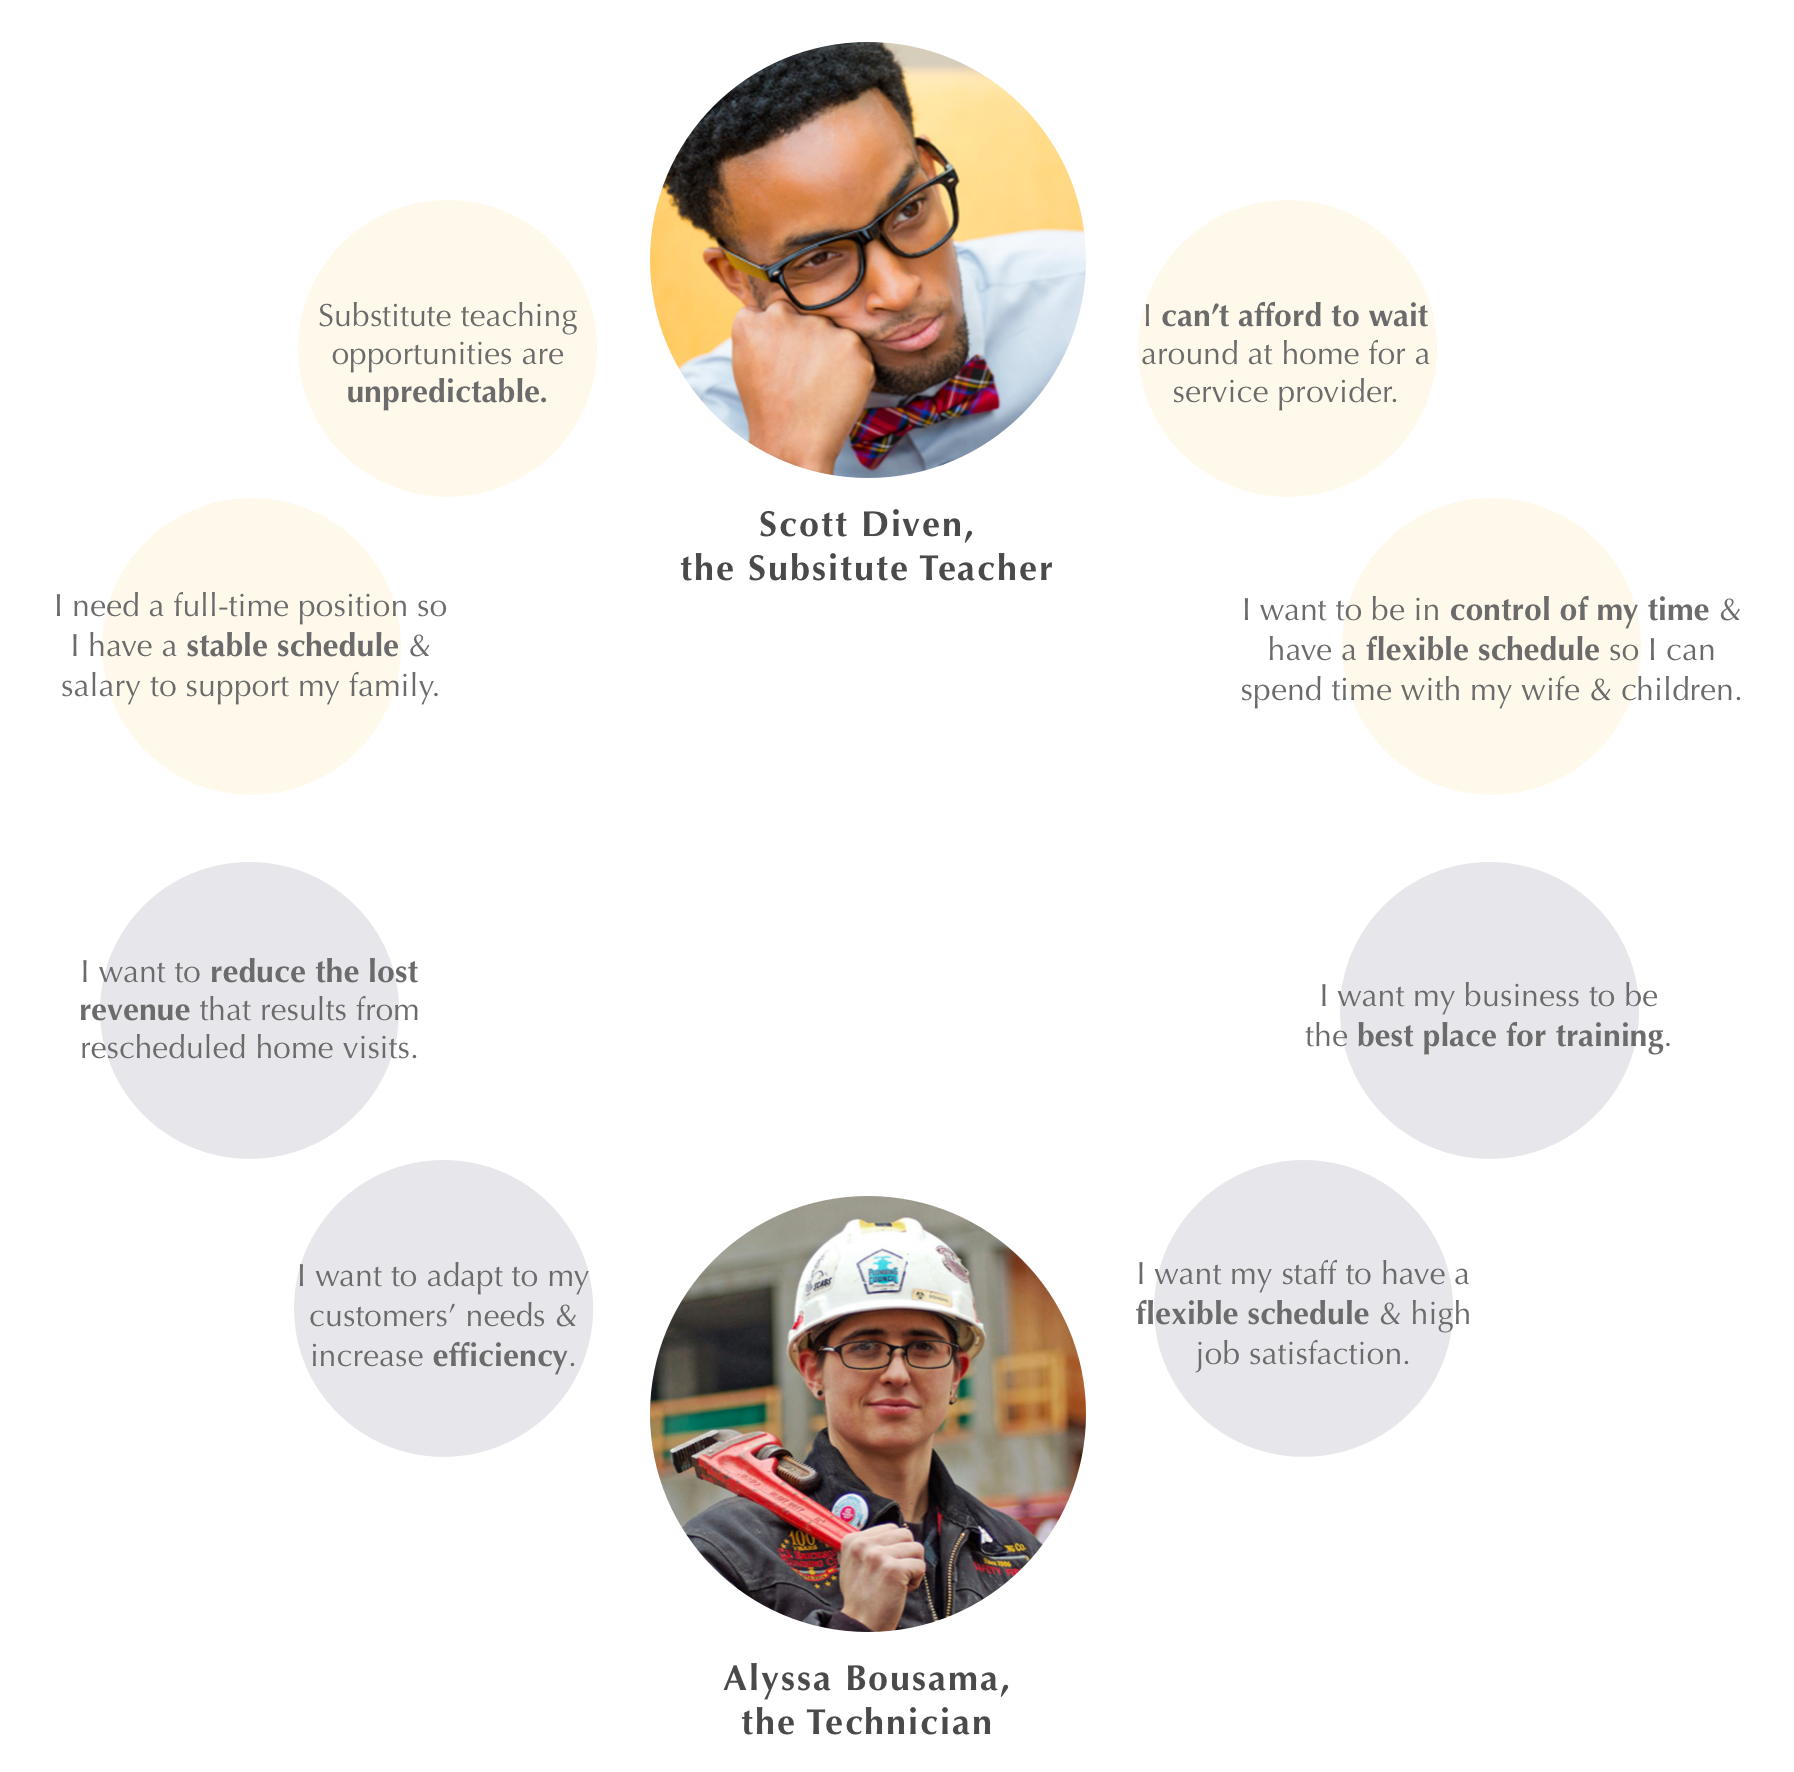 Substitute teaching
opportunities are
unpredictable.
I can’t afford to wait
around at home for a
service provider.
Scott Diven,
the Subsitute Teacher
I need a full-time position so
I have a stable schedule &
salary to support my family.
I want to be in control of my time &
have a flexible schedule so I can
spend time with my wife & children.
I want to reduce the lost
revenue that results from
rescheduled home visits.
I want my business to be
the best place for training.
I want to adapt to my
customers’ needs &
increase efficiency.
I want my staff to have a
flexible schedule & high
job satisfaction.
PLUMBING
COUNCIL
100
Alyssa Bousama,
the Technician